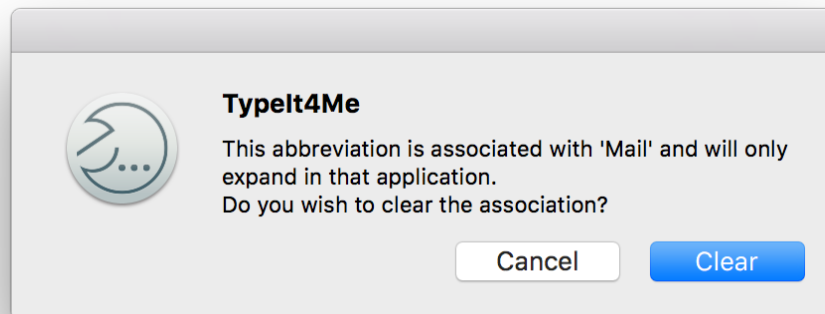 TypeIt4Me
This abbreviation is associated with 'Mail' and will only
expand in that application.
Do you wish to clear the association?
Cancel
Clear